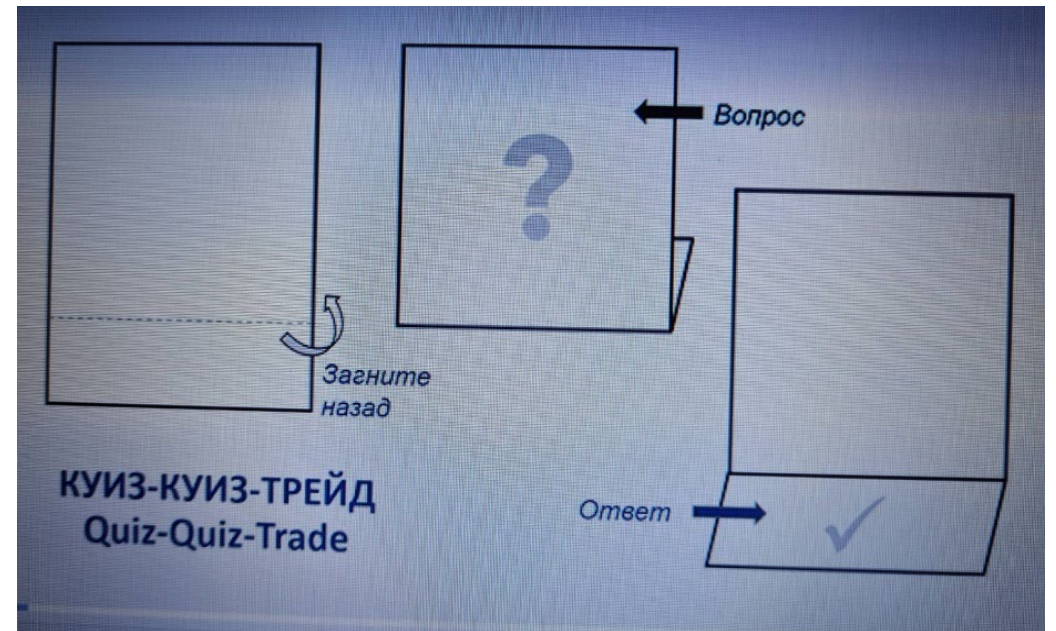 Вопрос
?
Загните
назад
КУИЗ-КУИЗ-ТРЕЙД
Quiz-Quiz-Trade
Ответ